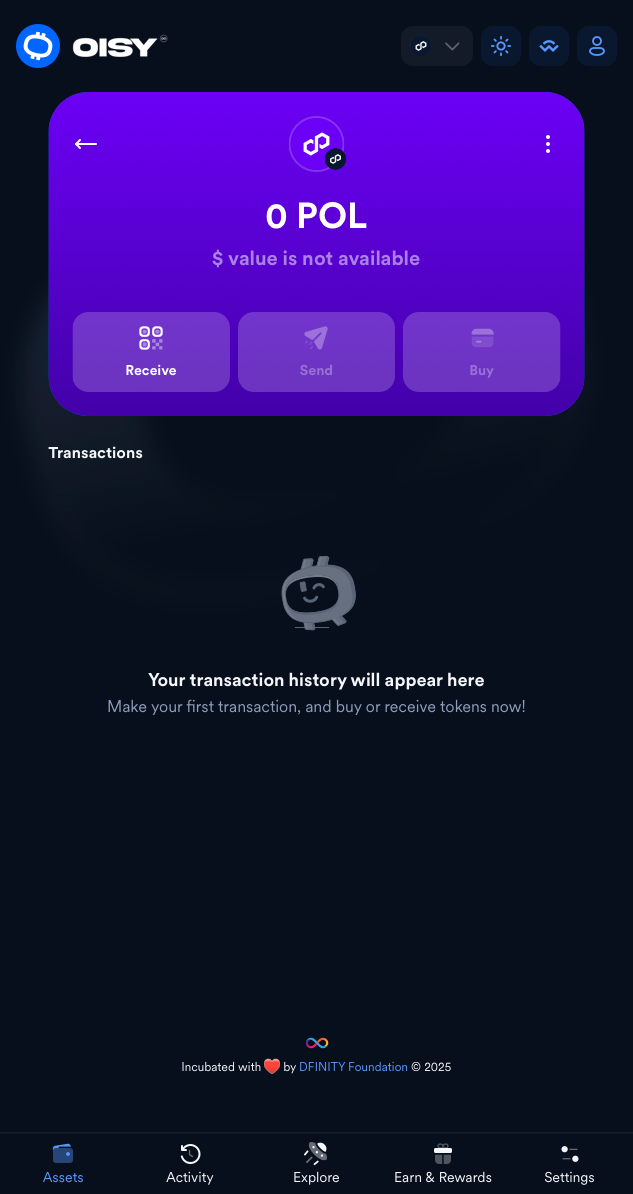 OISY
0 POL
$ value is not available
Receive
Send
Buy
Transactions
Your transaction history will appear here
Make your first transaction, and buy or receive tokens now!
Incubated with ❤️ by DFINITY Foundation © 2025
Assets
Activity
Explore
Earn & Rewards
Settings